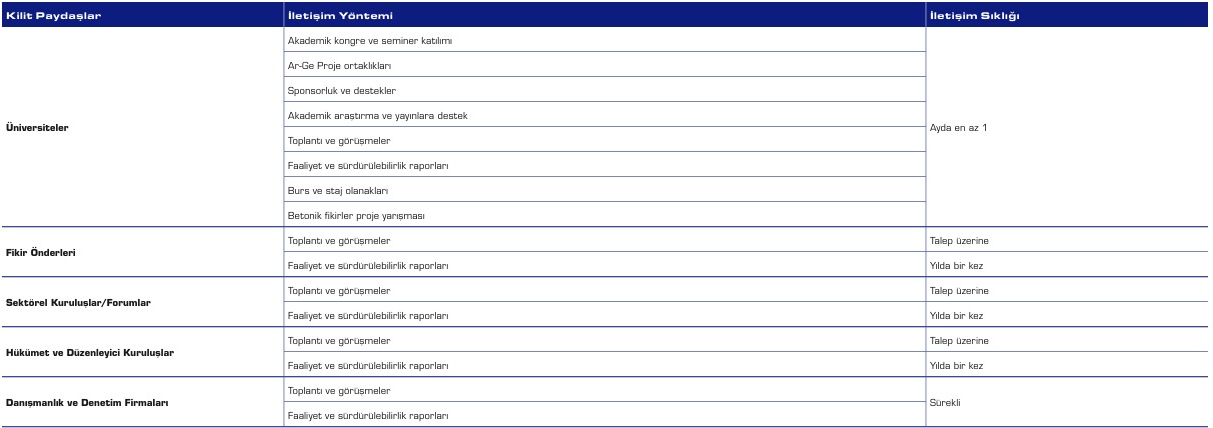 Kilit Paydaşlar İletişim Yöntemi İletişim Sıklığı
Üniversiteler
Akademik kongre ve seminer katılımı
Ar-Ge Proje ortaklıkları
Sponsorluk ve destekler
Akademik araştırma ve yayınlara destek
Toplantı ve görüşmeler
Faaliyet ve sürdürülebilirlik raporları
Burs ve staj olanakları
Betonik fikirler proje yarışması
Ayda en az 1
Fikir Önderleri
Toplantı ve görüşmeler Talep üzerine
Faaliyet ve sürdürülebilirlik raporları Yılda bir kez
Sektörel Kuruluşlar/Forumlar
Toplantı ve görüşmeler Talep üzerine
Faaliyet ve sürdürülebilirlik raporları Yılda bir kez
Hükümet ve Düzenleyici Kuruluşlar
Toplantı ve görüşmeler Talep üzerine
Faaliyet ve sürdürülebilirlik raporları Yılda bir kez
Danışmanlık ve Denetim Firmaları
Toplantı ve görüşmeler
Faaliyet ve sürdürülebilirlik raporları
Sürekli